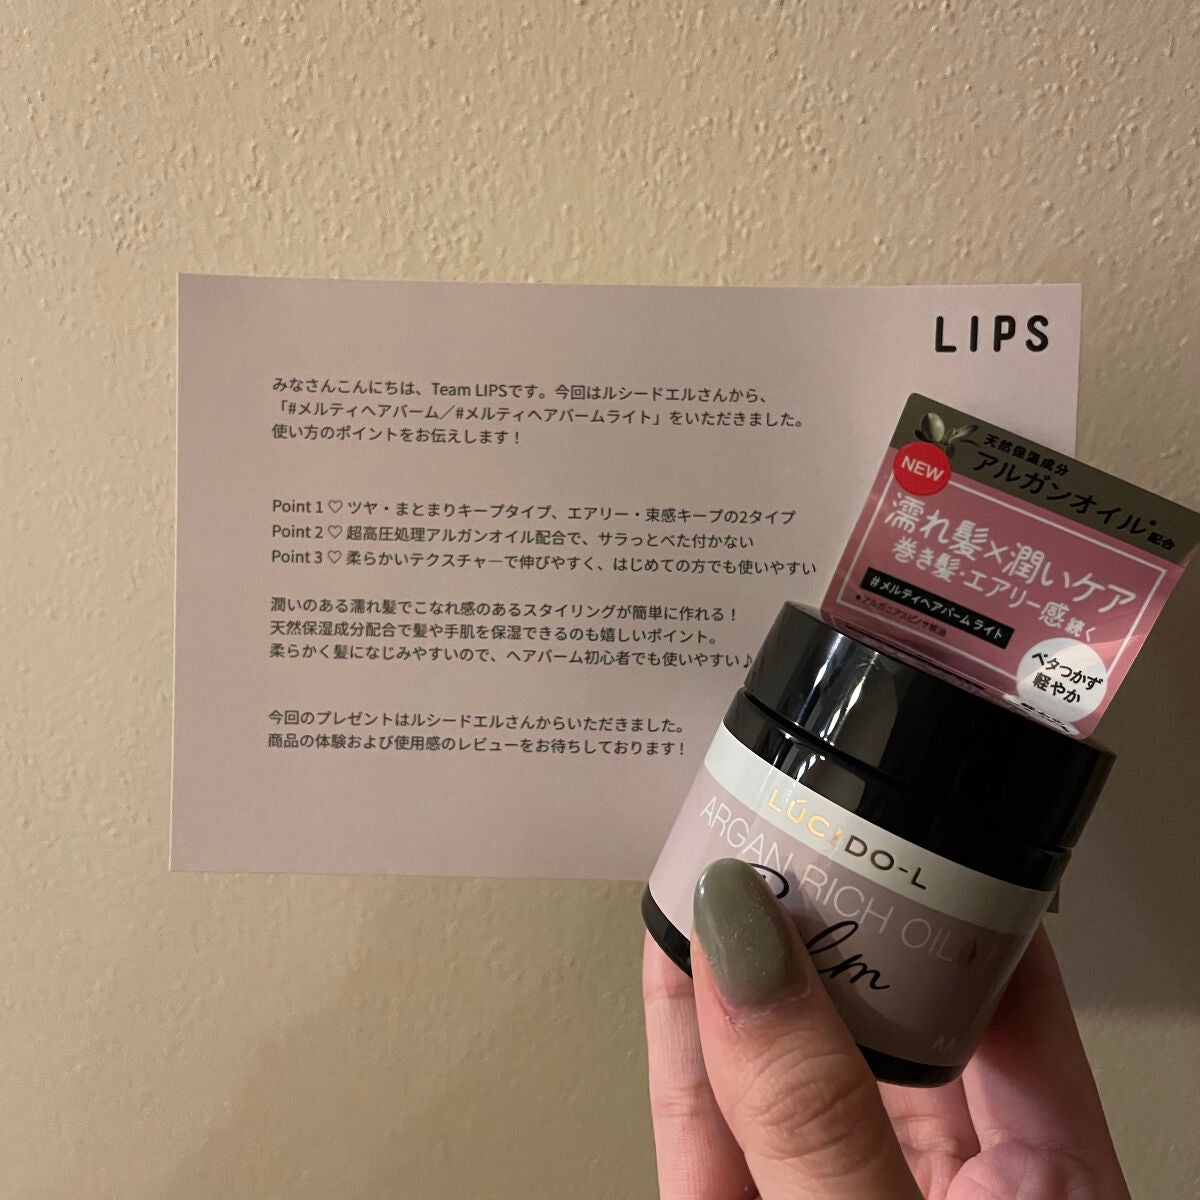 LIPS
みなさんこんにちは、Team LIPSです。今回はルシードエルさんから、
「#メルティヘアバーム／#メルティヘアバームライト」をいただきました。
使い方のポイントをお伝えします！
Point 1 ♡ ツヤ・まとまりキープタイプ、エアリー・束感キープの2タイプ
Point 2 ♡ 超高圧処理アルガンオイル配合で、サラっとべた付かない
Point 3 ♡ 柔らかいテクスチャーで伸びやすく、はじめての方でも使いやすい
潤いのある濡れ髪でこなれ感のあるスタイリングが簡単に作れる！
天然保湿成分配合で髪や手肌を保湿できるのも嬉しいポイント。
柔らかく髪になじみやすいので、ヘアバーム初心者でも使いやすい♪
今回のプレゼントはルシードエルさんからいただきました。
商品の体験および使用感のレビューをお待ちしております！
天然保湿成分
アルガンオイル*配合
NEW
濡れ髪×潤いケア
巻き髪・エアリー感続く
#メルティヘアバーム ライト
*アルガニアスピノサ核油
ベタつかず
軽やか
LÚCIDO-L
ARGAN RICH OIL